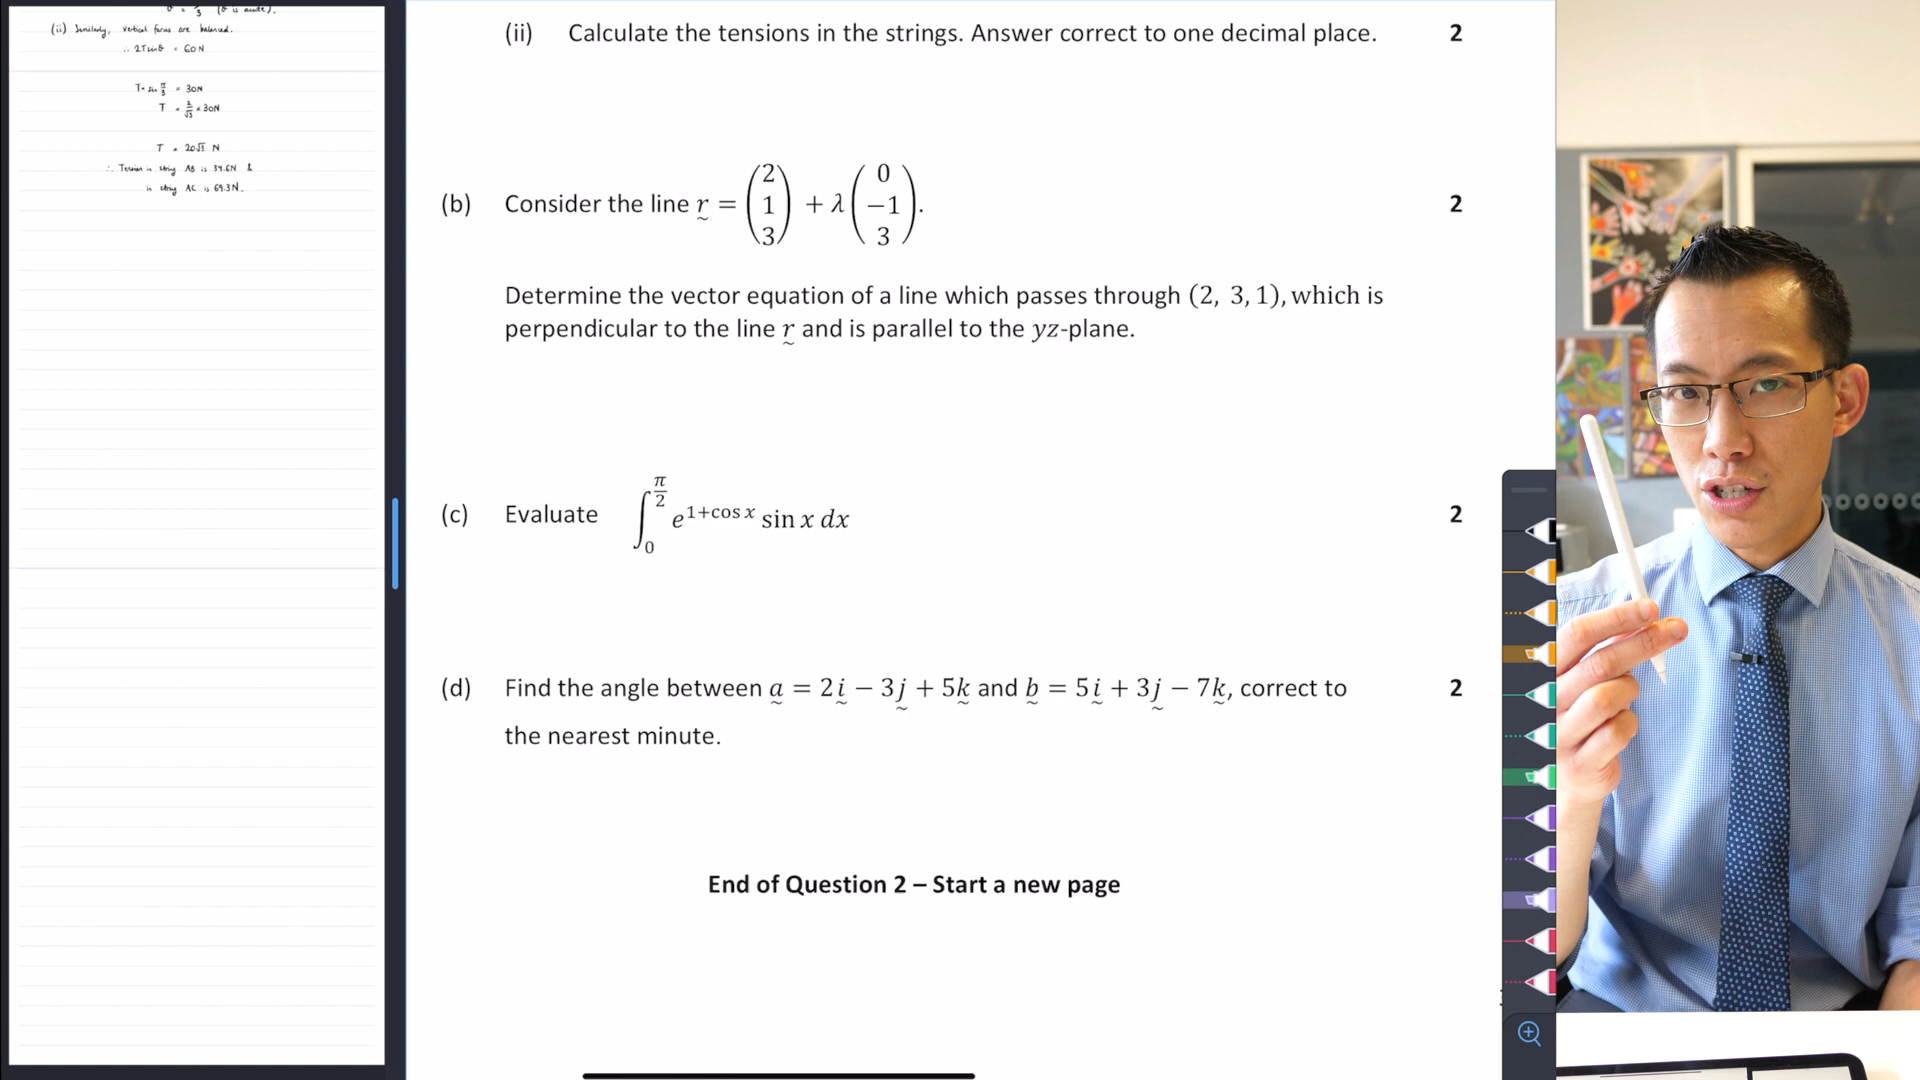 = π/3 (θ is acute).
(ii) Similarly, vertical forces are balanced.
∴ 2T sinθ = 60N
T × sin π/3 = 30N
T = 2/√3 × 30N
T = 20√3 N
∴ Tension in string AB is 34.6N &
in string AC is 69.3N.
(ii) Calculate the tensions in the strings. Answer correct to one decimal place. 2
(b) Consider the line r = (2 1 3) + λ(0 −1 3). 2
Determine the vector equation of a line which passes through (2, 3, 1), which is
perpendicular to the line r and is parallel to the yz-plane.
(c) Evaluate ∫₀^(π/2) e^(1+cos x) sin x dx 2
(d) Find the angle between a = 2i − 3j + 5k and b = 5i + 3j − 7k, correct to 2
the nearest minute.
End of Question 2 – Start a new page